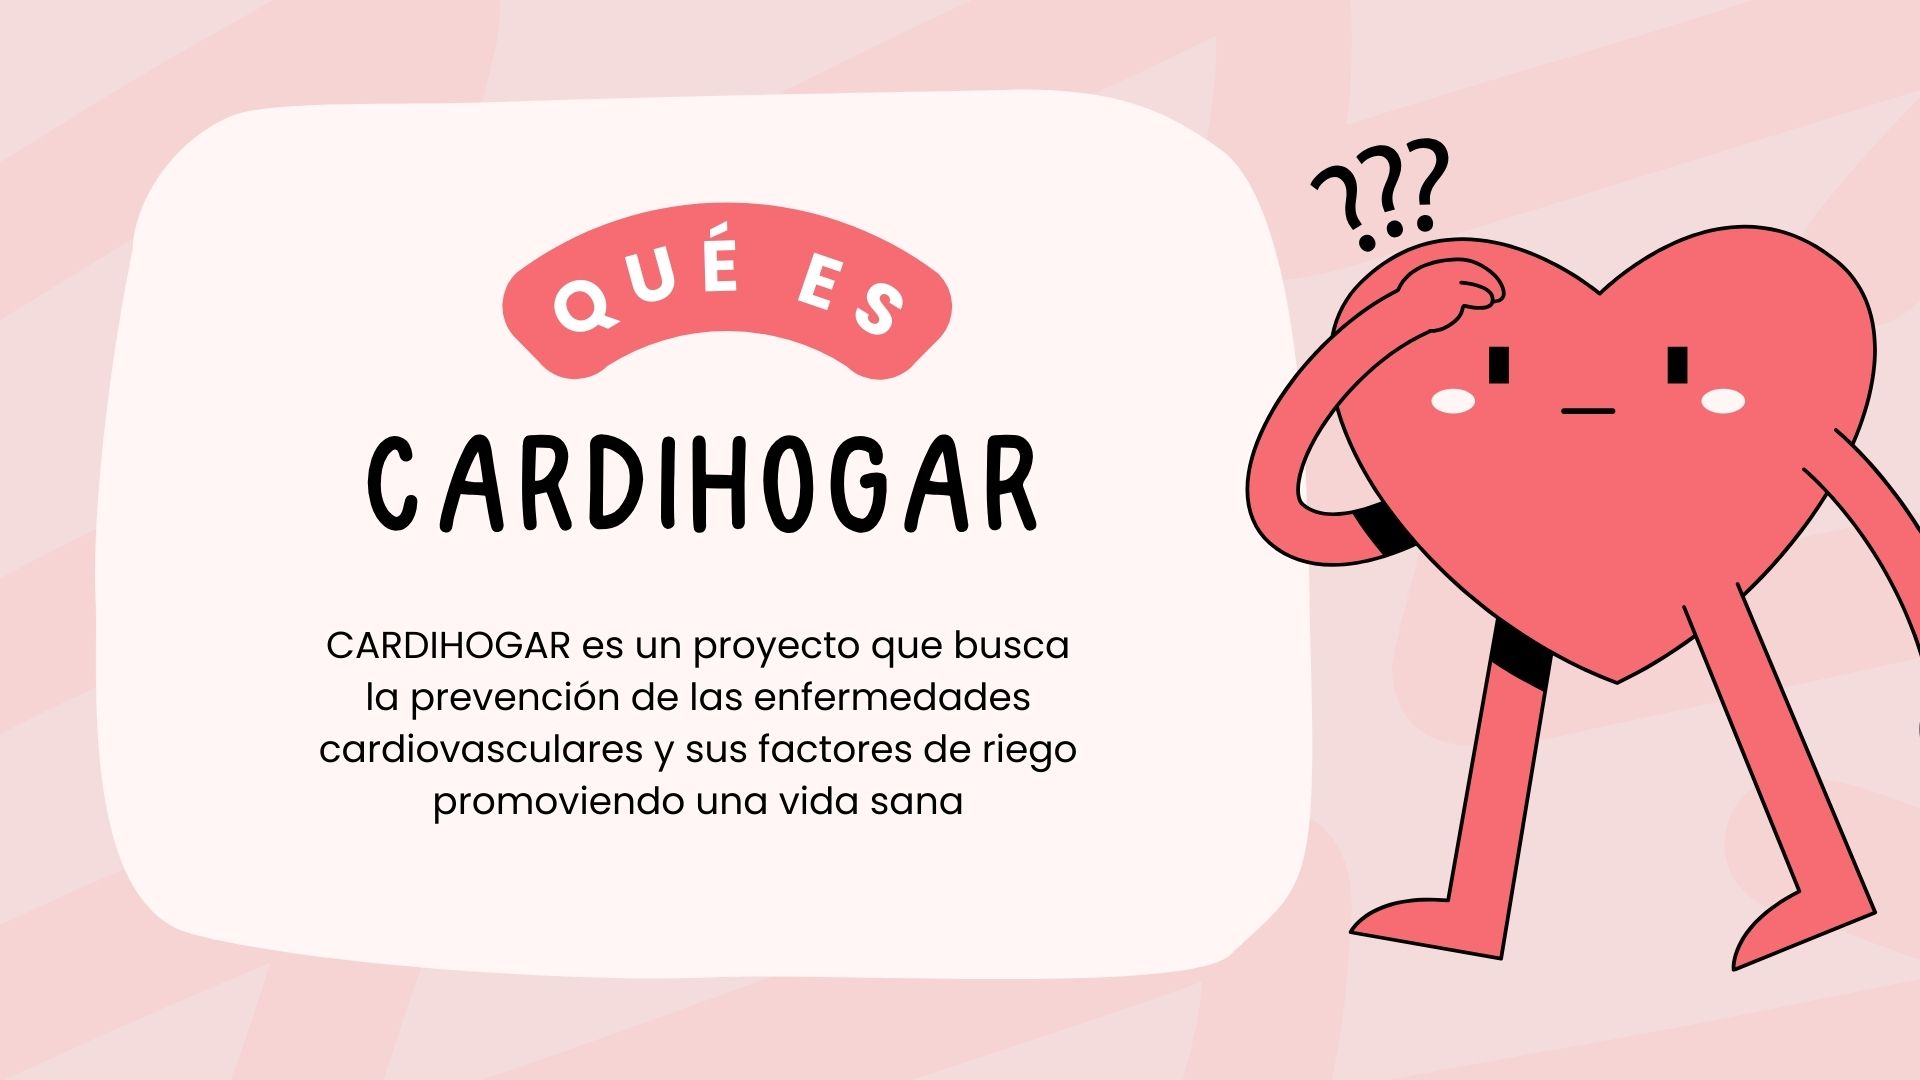 QUÉ ES
???
CARDIHOGAR
CARDIHOGAR es un proyecto que busca
la prevención de las enfermedades
cardiovasculares y sus factores de riego
promoviendo una vida sana